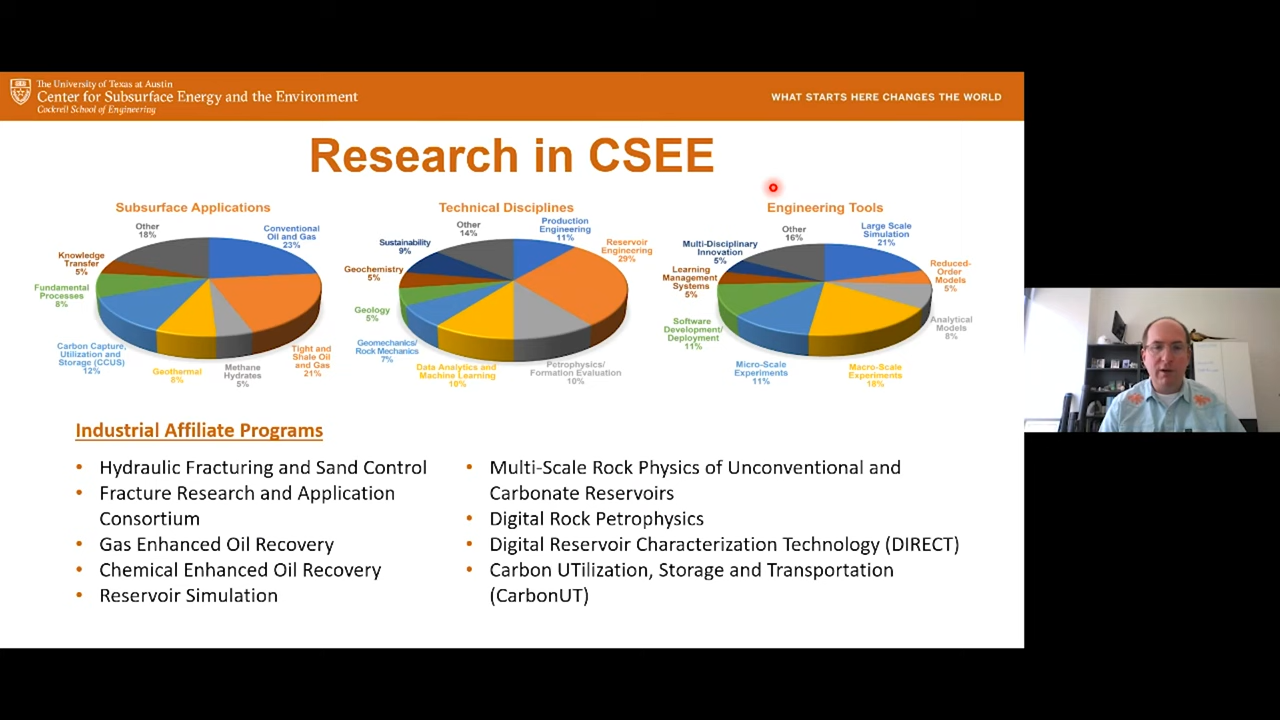 The University of Texas at Austin
Center for Subsurface Energy and the Environment
Cockrell School of Engineering
WHAT STARTS HERE CHANGES THE WORLD
Research in CSEE
Subsurface Applications
Other
18%
Conventional
Oil and Gas
23%
Knowledge
Transfer
5%
Fundamental
Processes
8%
Carbon Capture,
Utilization and
Storage (CCUS)
12%
Geothermal
8%
Methane
Hydrates
5%
Tight and
Shale Oil
and Gas
21%
Technical Disciplines
Other
14%
Production
Engineering
11%
Sustainability
9%
Reservoir
Engineering
29%
Geochemistry
5%
Geology
5%
Geomechanics/
Rock Mechanics
7%
Data Analytics and
Machine Learning
10%
Petrophysics/
Formation Evaluation
10%
Engineering Tools
Other
16%
Large Scale
Simulation
21%
Multi-Disciplinary
Innovation
5%
Reduced-
Order
Models
5%
Learning
Management
Systems
5%
Analytical
Models
8%
Software
Development/
Deployment
11%
Micro-Scale
Experiments
11%
Macro-Scale
Experiments
18%
Industrial Affiliate Programs
• Hydraulic Fracturing and Sand Control
• Fracture Research and Application
Consortium
• Gas Enhanced Oil Recovery
• Chemical Enhanced Oil Recovery
• Reservoir Simulation
• Multi-Scale Rock Physics of Unconventional and
Carbonate Reservoirs
• Digital Rock Petrophysics
• Digital Reservoir Characterization Technology (DIRECT)
• Carbon UTilization, Storage and Transportation
(CarbonUT)